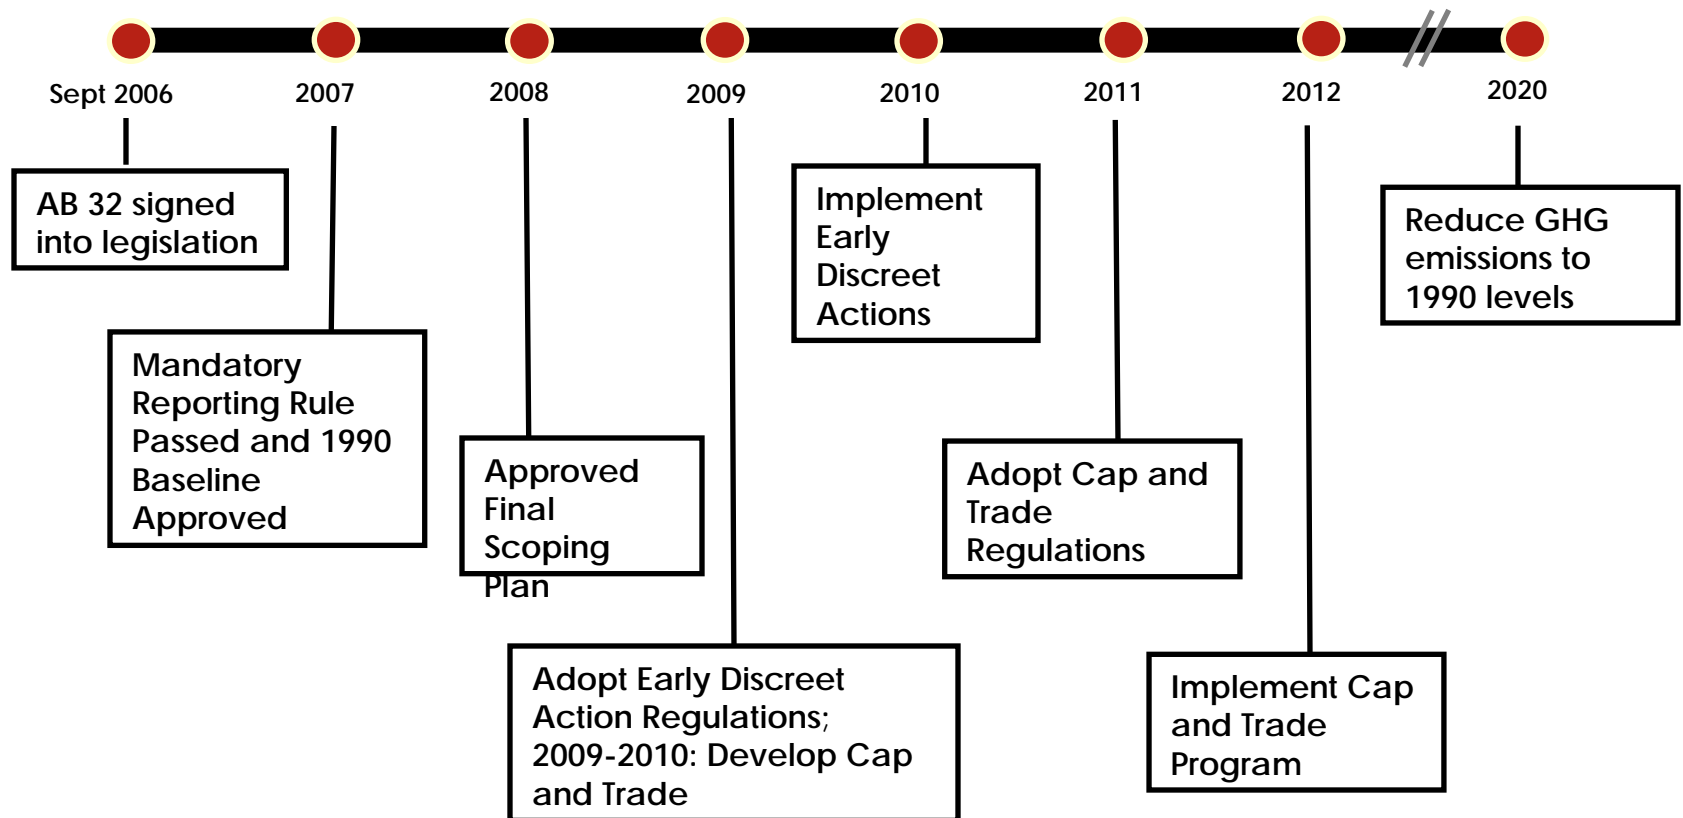 Sept 2006
2007
2008
2009
2010
2011
2012
2020
AB 32 signed
into legislation
Mandatory
Reporting Rule
Passed and 1990
Baseline
Approved
Approved
Final
Scoping
Plan
Adopt Early Discreet
Action Regulations;
2009-2010: Develop Cap
and Trade
Implement
Early
Discreet
Actions
Adopt Cap and
Trade
Regulations
Implement Cap
and Trade
Program
Reduce GHG
emissions to
1990 levels